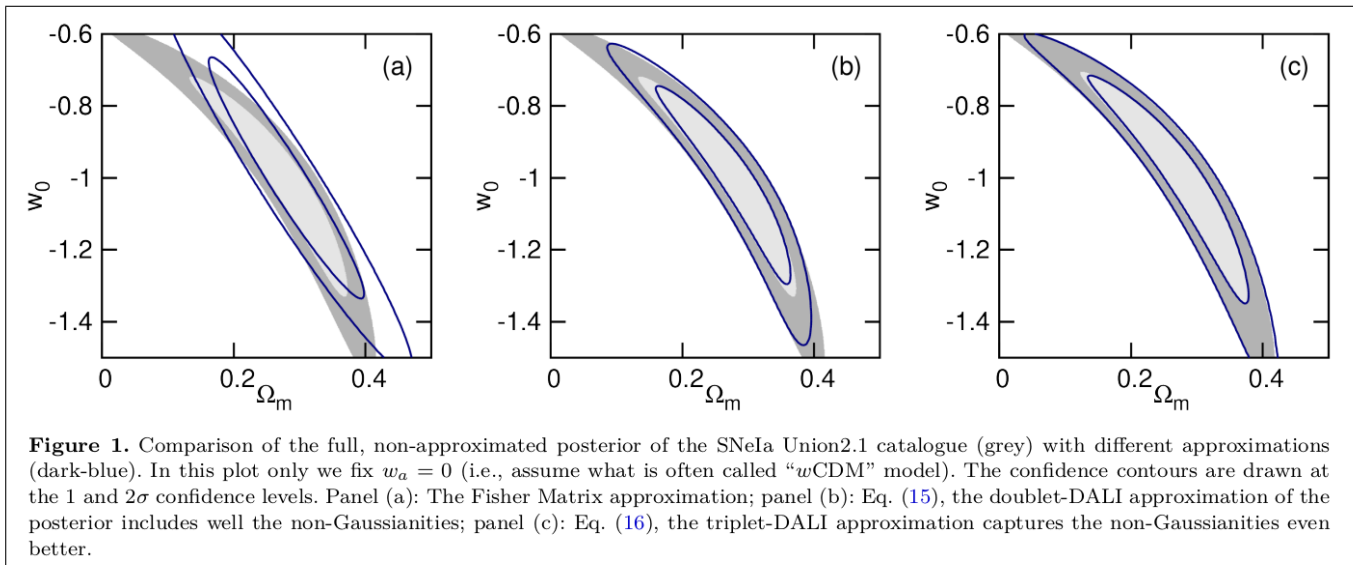 -0.6
-0.8
-1
-1.2
-1.4
w0
0
0.2
0.4
Ωm
(a)
-0.6
-0.8
-1
-1.2
-1.4
w0
0
0.2
0.4
Ωm
(b)
-0.6
-0.8
-1
-1.2
-1.4
w0
0
0.2
0.4
Ωm
(c)
Figure 1. Comparison of the full, non-approximated posterior of the SNeIa Union2.1 catalogue (grey) with different approximations
(dark-blue). In this plot only we fix wa = 0 (i.e., assume what is often called “wCDM” model). The confidence contours are drawn at
the 1 and 2σ confidence levels. Panel (a): The Fisher Matrix approximation; panel (b): Eq. (15), the doublet-DALI approximation of the
posterior includes well the non-Gaussianities; panel (c): Eq. (16), the triplet-DALI approximation captures the non-Gaussianities even
better.